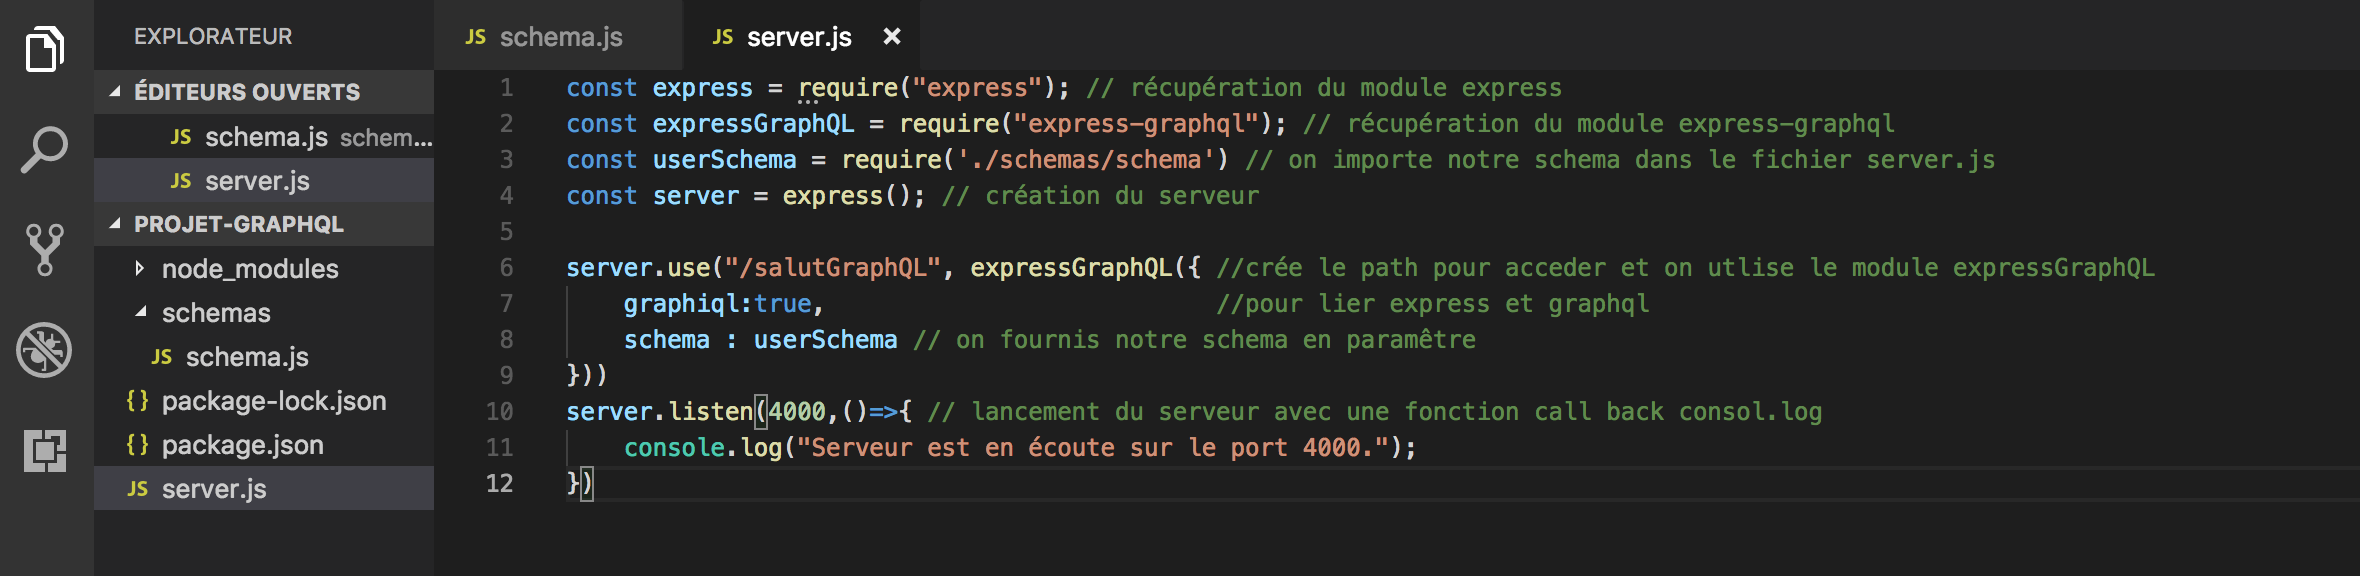 EXPLORATEUR
ÉDITEURS OUVERTS
JS schema.js schem...
JS server.js
PROJET-GRAPHQL
node_modules
schemas
JS schema.js
{} package-lock.json
{} package.json
JS server.js
JS schema.js
JS server.js ×
1 const express = require("express"); // récupération du module express
2 const expressGraphQL = require("express-graphql"); // récupération du module express-graphql
3 const userSchema = require('./schemas/schema') // on importe notre schema dans le fichier server.js
4 const server = express(); // création du serveur
5
6 server.use("/salutGraphQL", expressGraphQL({ //crée le path pour acceder et on utlise le module expressGraphQL
7     graphiql:true,                           //pour lier express et graphql
8     schema : userSchema // on fournis notre schema en paramêtre
9 }))
10 server.listen(4000,()=>{ // lancement du serveur avec une fonction call back consol.log
11     console.log("Serveur est en écoute sur le port 4000.");
12 })